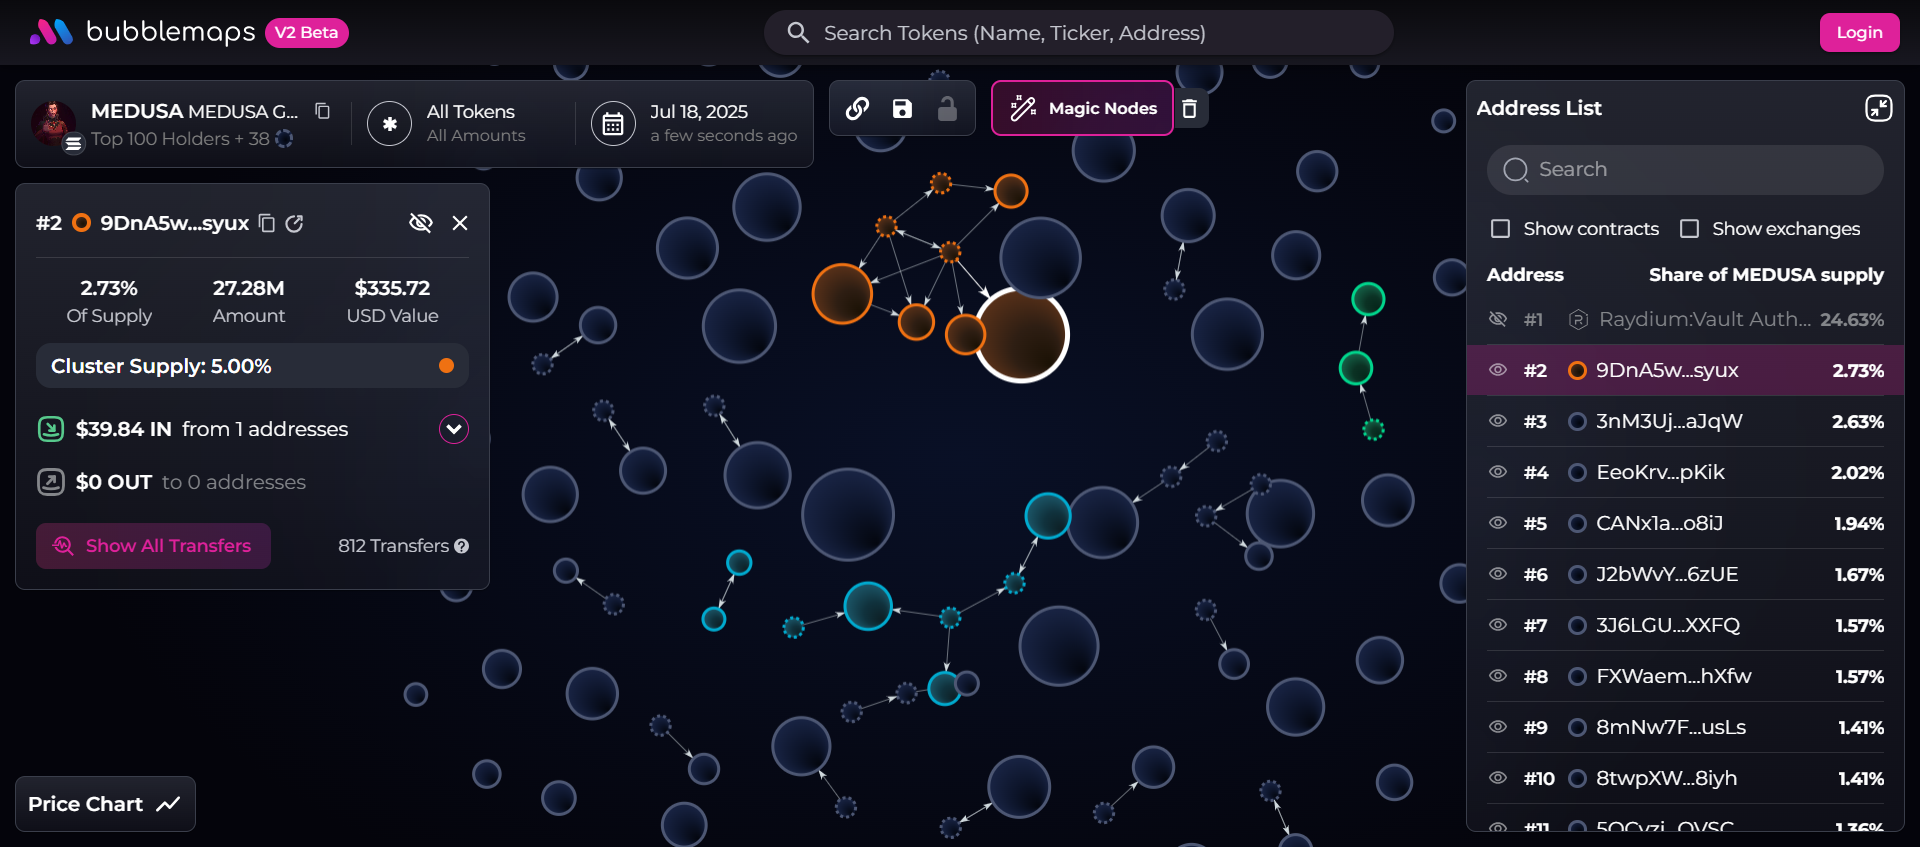 bubblemaps V2 Beta
Search Tokens (Name, Ticker, Address)
Login
MEDUSA MEDUSA G...
Top 100 Holders + 38
All Tokens
All Amounts
Jul 18, 2025
a few seconds ago
Magic Nodes
#2 9DnA5w...syux
2.73% 27.28M $335.72
Of Supply Amount USD Value
Cluster Supply: 5.00%
$39.84 IN from 1 addresses
$0 OUT to 0 addresses
Show All Transfers 812 Transfers ?
Price Chart
Address List
Search
Show contracts Show exchanges
Address Share of MEDUSA supply
#1 Raydium:Vault Auth... 24.63%
#2 9DnA5w...syux 2.73%
#3 3nM3Uj...aJqW 2.63%
#4 EeoKrv...pKik 2.02%
#5 CANx1a...o8iJ 1.94%
#6 J2bWvY...6zUE 1.67%
#7 3J6LGU...XXFQ 1.57%
#8 FXWaem...hXfw 1.57%
#9 8mNw7F...usLs 1.41%
#10 8twpXW...8iyh 1.41%
#11 1.36%